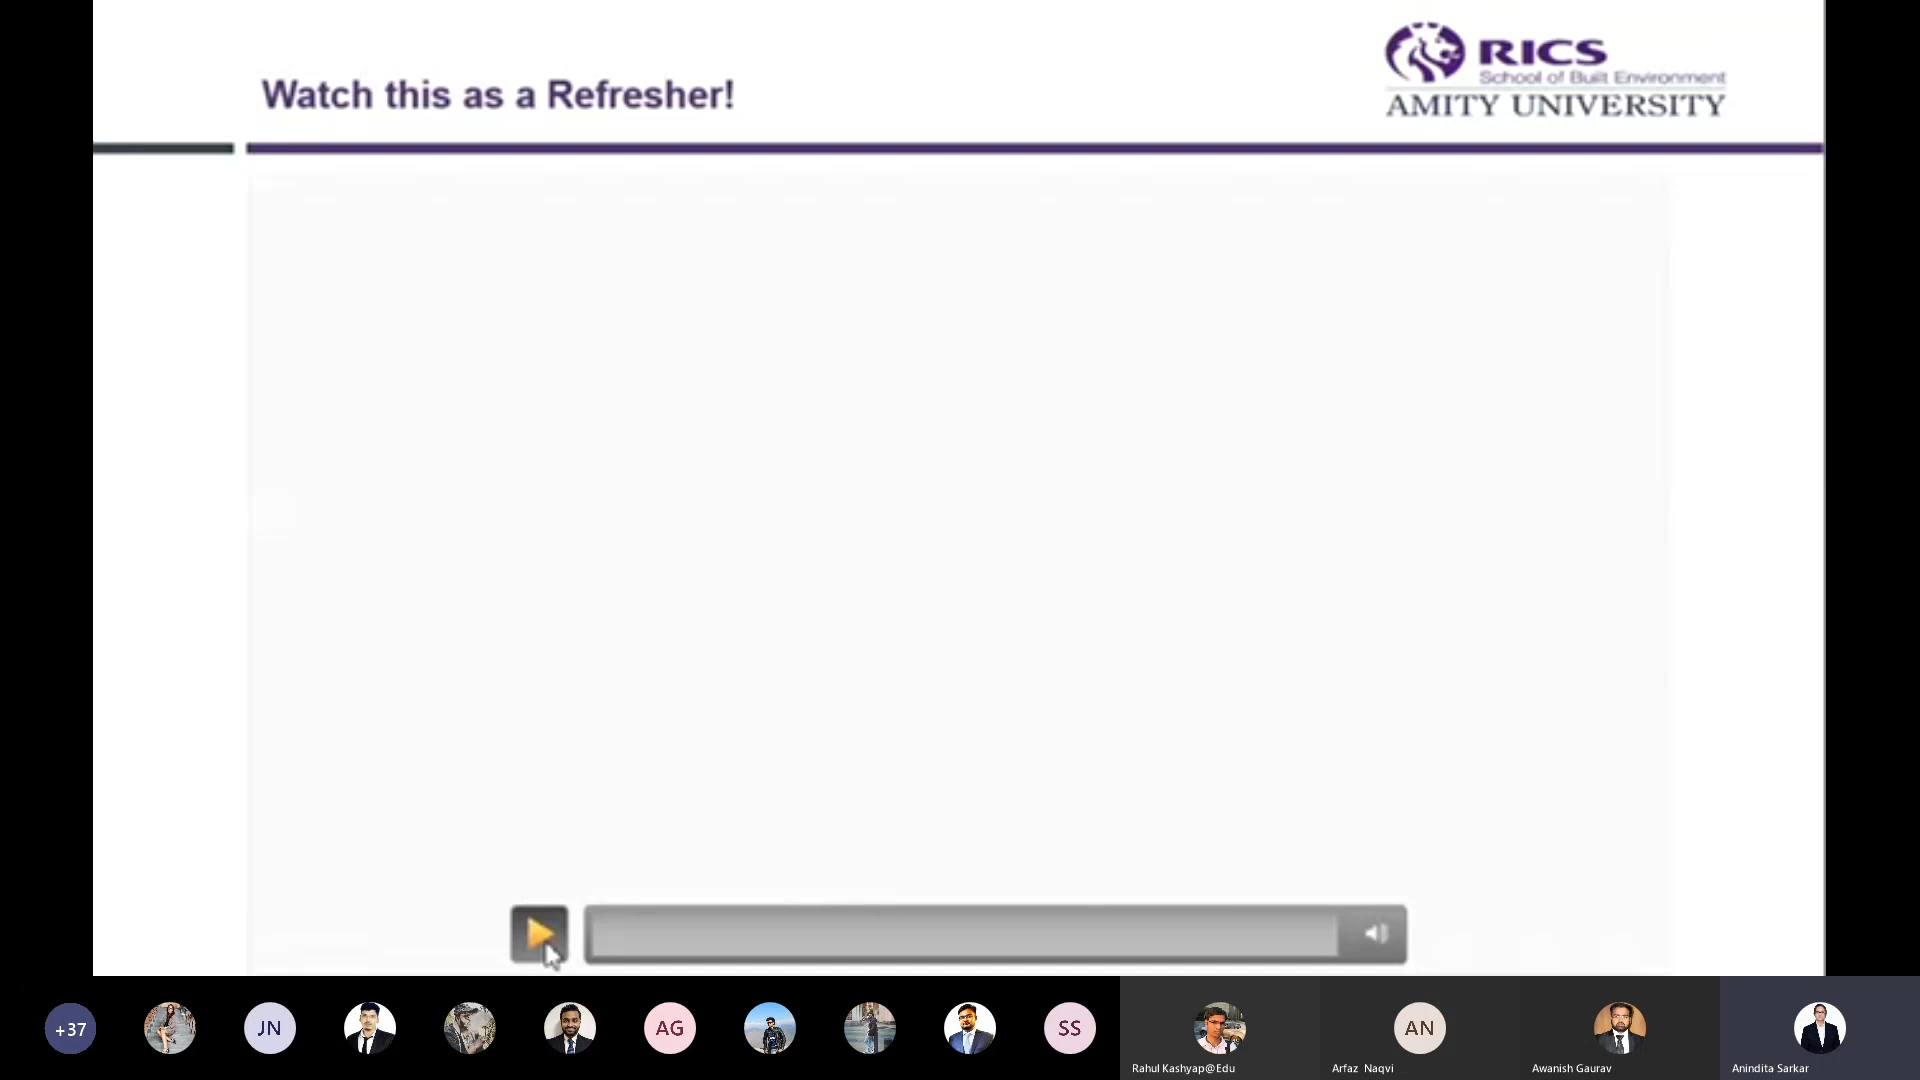 Watch this as a Refresher!
RICS
School of Built Environment
AMITY UNIVERSITY
+37
JN
AG
SS
AN
Rahul Kashyap@Edu
Arfaz Naqvi
Awanish Gaurav
Anindita Sarkar